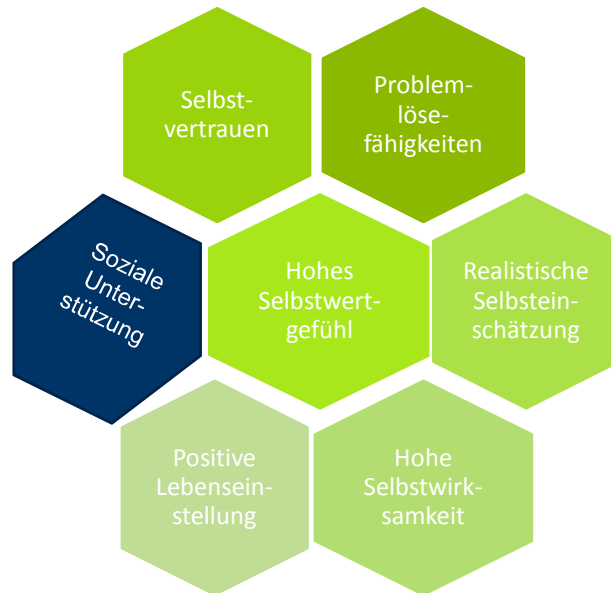 Selbst-
vertrauen
Problem-
löse-
fähigkeiten
Soziale
Unter-
stützung
Hohes
Selbstwert-
gefühl
Realistische
Selbstein-
schätzung
Positive
Lebensein-
stellung
Hohe
Selbstwirk-
samkeit